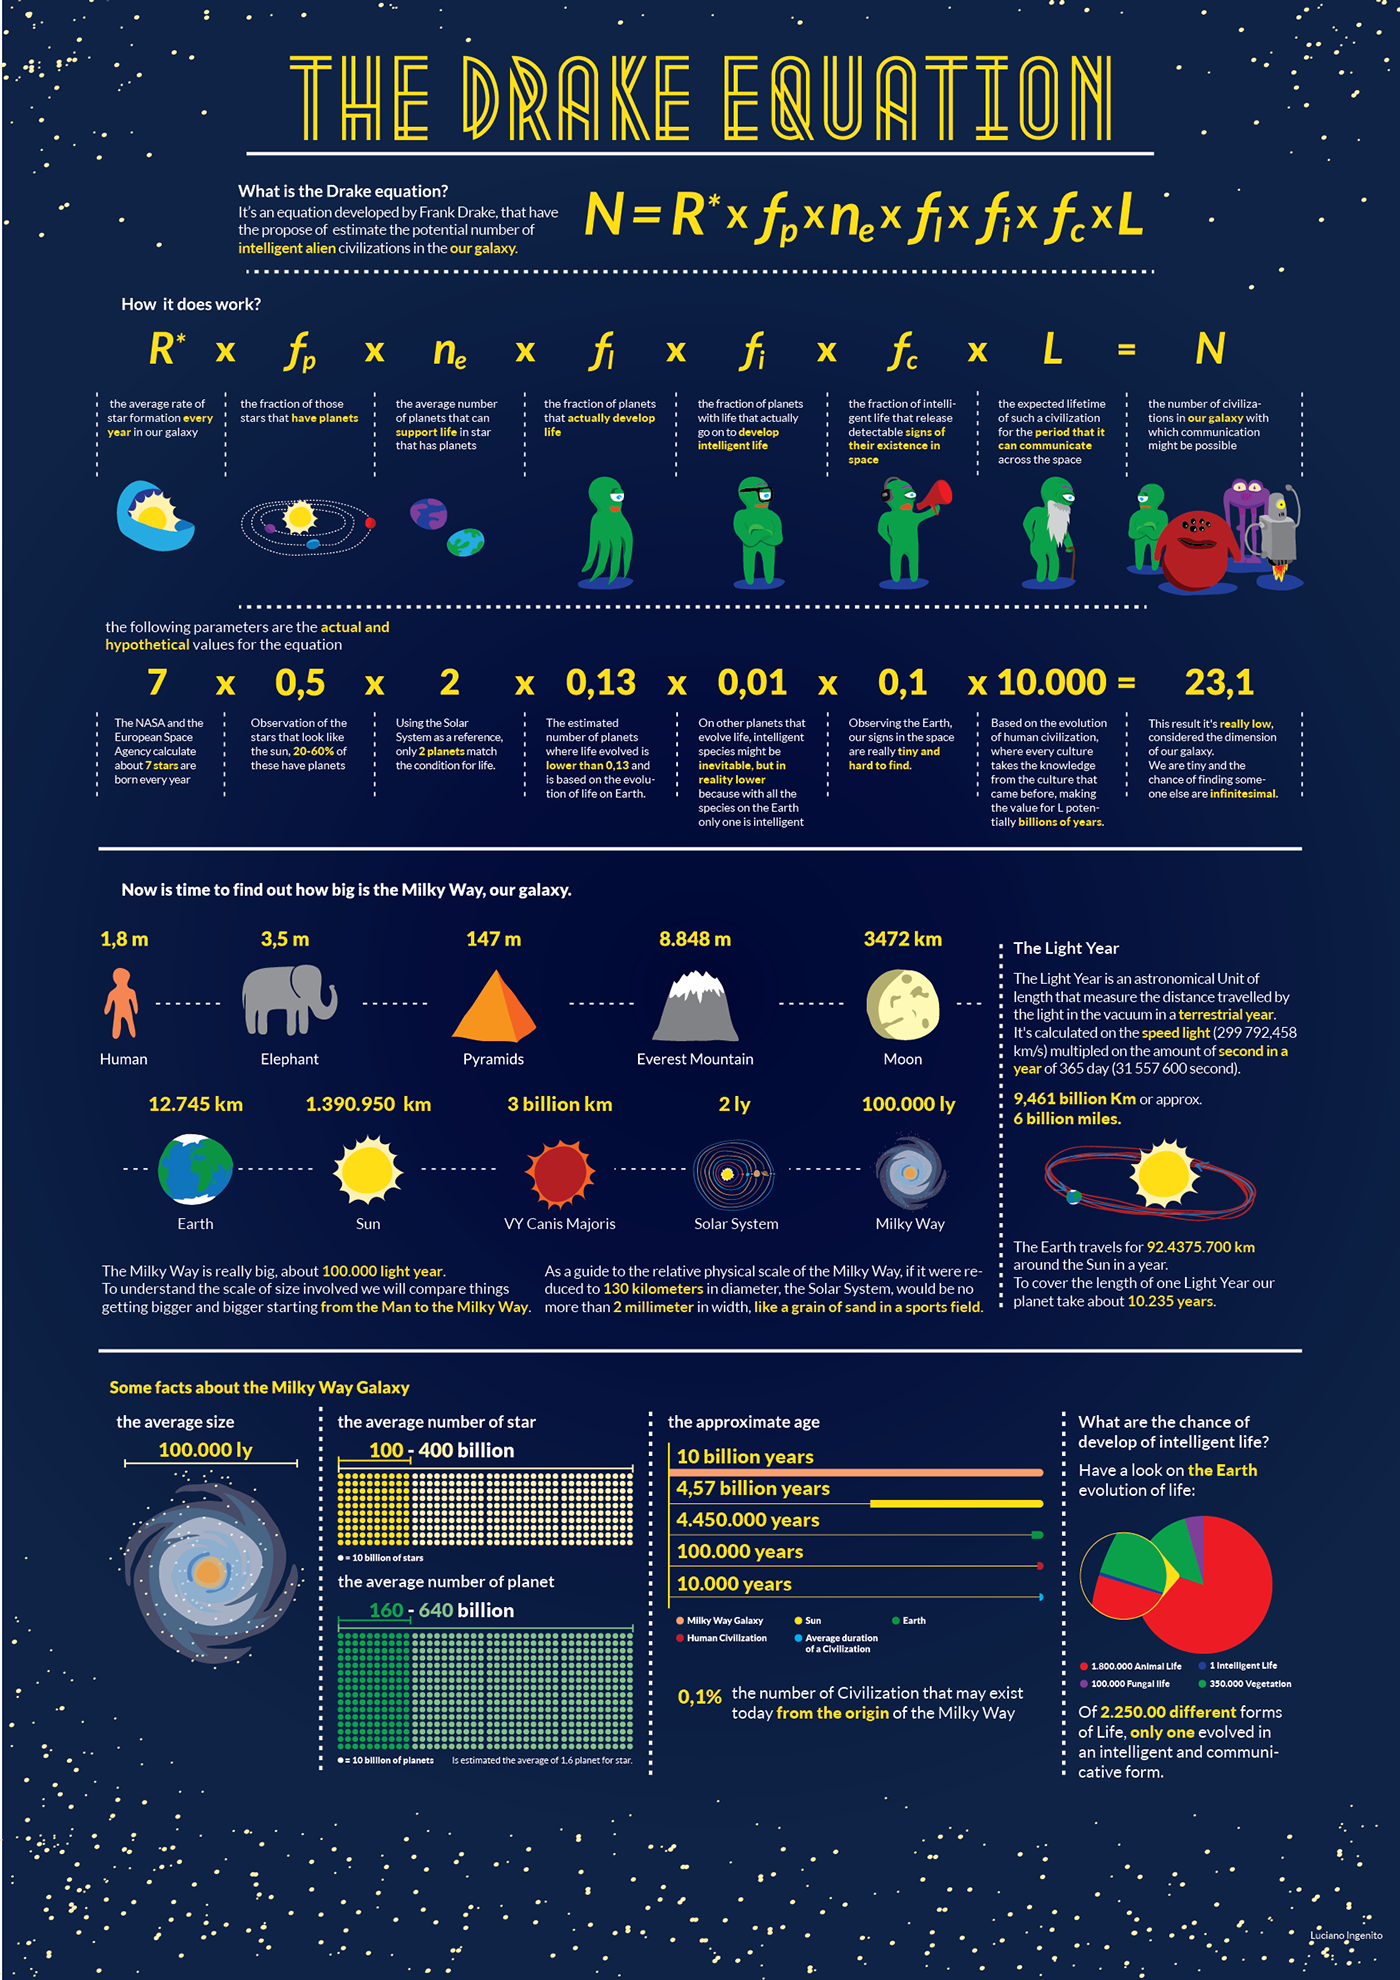 THE DRAKE EQUATION
What is the Drake equation?
It's an equation developed by Frank Drake, that have
the propose of estimate the potential number of
intelligent alien civilizations in the our galaxy.
N = R* x fp x ne x fl x fi x fc x L
How it does work?
R* x fp x ne x fl x fi x fc x L = N
the average rate of
star formation every
year in our galaxy
the fraction of those
stars that have planets
the average number
of planets that can
support life in star
that has planets
the fraction of planets
that actually develop
life
the fraction of planets
with life that actually
go on to develop
intelligent life
the fraction of intelli-
gent life that release
detectable signs of
their existence in
space
the expected lifetime
of such a civilization
for the period that it
can communicate
across the space
the number of civiliza-
tions in our galaxy with
which communication
might be possible
the following parameters are the actual and
hypothetical values for the equation
7 x 0,5 x 2 x 0,13 x 0,01 x 0,1 x 10.000 = 23,1
The NASA and the
European Space
Agency calculate
about 7 stars are
born every year
Observation of the
stars that look like
the sun, 20-60% of
these have planets
Using the Solar
System as a reference,
only 2 planets match
the condition for life.
The estimated
number of planets
where life evolved is
lower than 0,13 and
is based on the evolu-
tion of life on Earth.
On other planets that
evolve life, intelligent
species might be
inevitable, but in
reality lower
because with all the
species on the Earth
only one is intelligent
Observing the Earth,
our signs in the space
are really tiny and
hard to find.
Based on the evolution
of human civilization,
where every culture
takes the knowledge
from the culture that
came before, making
the value for L poten-
tially billions of years.
This result it's really low,
considered the dimension
of our galaxy.
We are tiny and the
chance of finding some-
one else are infinitesimal.
Now is time to find out how big is the Milky Way, our galaxy.
1,8 m
3,5 m
147 m
8.848 m
3472 km
Human
Elephant
Pyramids
Everest Mountain
Moon
12.745 km
1.390.950 km
3 billion km
2 ly
100.000 ly
Earth
Sun
VY Canis Majoris
Solar System
Milky Way
The Milky Way is really big, about 100.000 light year.
To understand the scale of size involved we will compare things
getting bigger and bigger starting from the Man to the Milky Way.
As a guide to the relative physical scale of the Milky Way, if it were re-
duced to 130 kilometers in diameter, the Solar System, would be no
more than 2 millimeter in width, like a grain of sand in a sports field.
The Light Year
The Light Year is an astronomical Unit of
length that measure the distance travelled by
the light in the vacuum in a terrestrial year.
It's calculated on the speed light (299 792,458
km/s) multipled on the amount of second in a
year of 365 day (31 557 600 second).
9,461 billion Km or approx.
6 billion miles.
The Earth travels for 92.4375.700 km
around the Sun in a year.
To cover the length of one Light Year our
planet take about 10.235 years.
Some facts about the Milky Way Galaxy
the average size
100.000 ly
the average number of star
100 - 400 billion
= 10 billion of stars
the average number of planet
160 - 640 billion
= 10 billion of planets
Is estimated the average of 1,6 planet for star.
the approximate age
10 billion years
4,57 billion years
4.450.000 years
100.000 years
10.000 years
Milky Way Galaxy
Sun
Earth
Human Civilization
Average duration
of a Civilization
0,1%
the number of Civilization that may exist
today from the origin of the Milky Way
What are the chance of
develop of intelligent life?
Have a look on the Earth
evolution of life:
1.800.000 Animal Life
1 Intelligent Life
100.000 Fungal life
350.000 Vegetation
Of 2.250.00 different forms
of Life, only one evolved in
an intelligent and communi-
cative form.
Luciano Ingenito